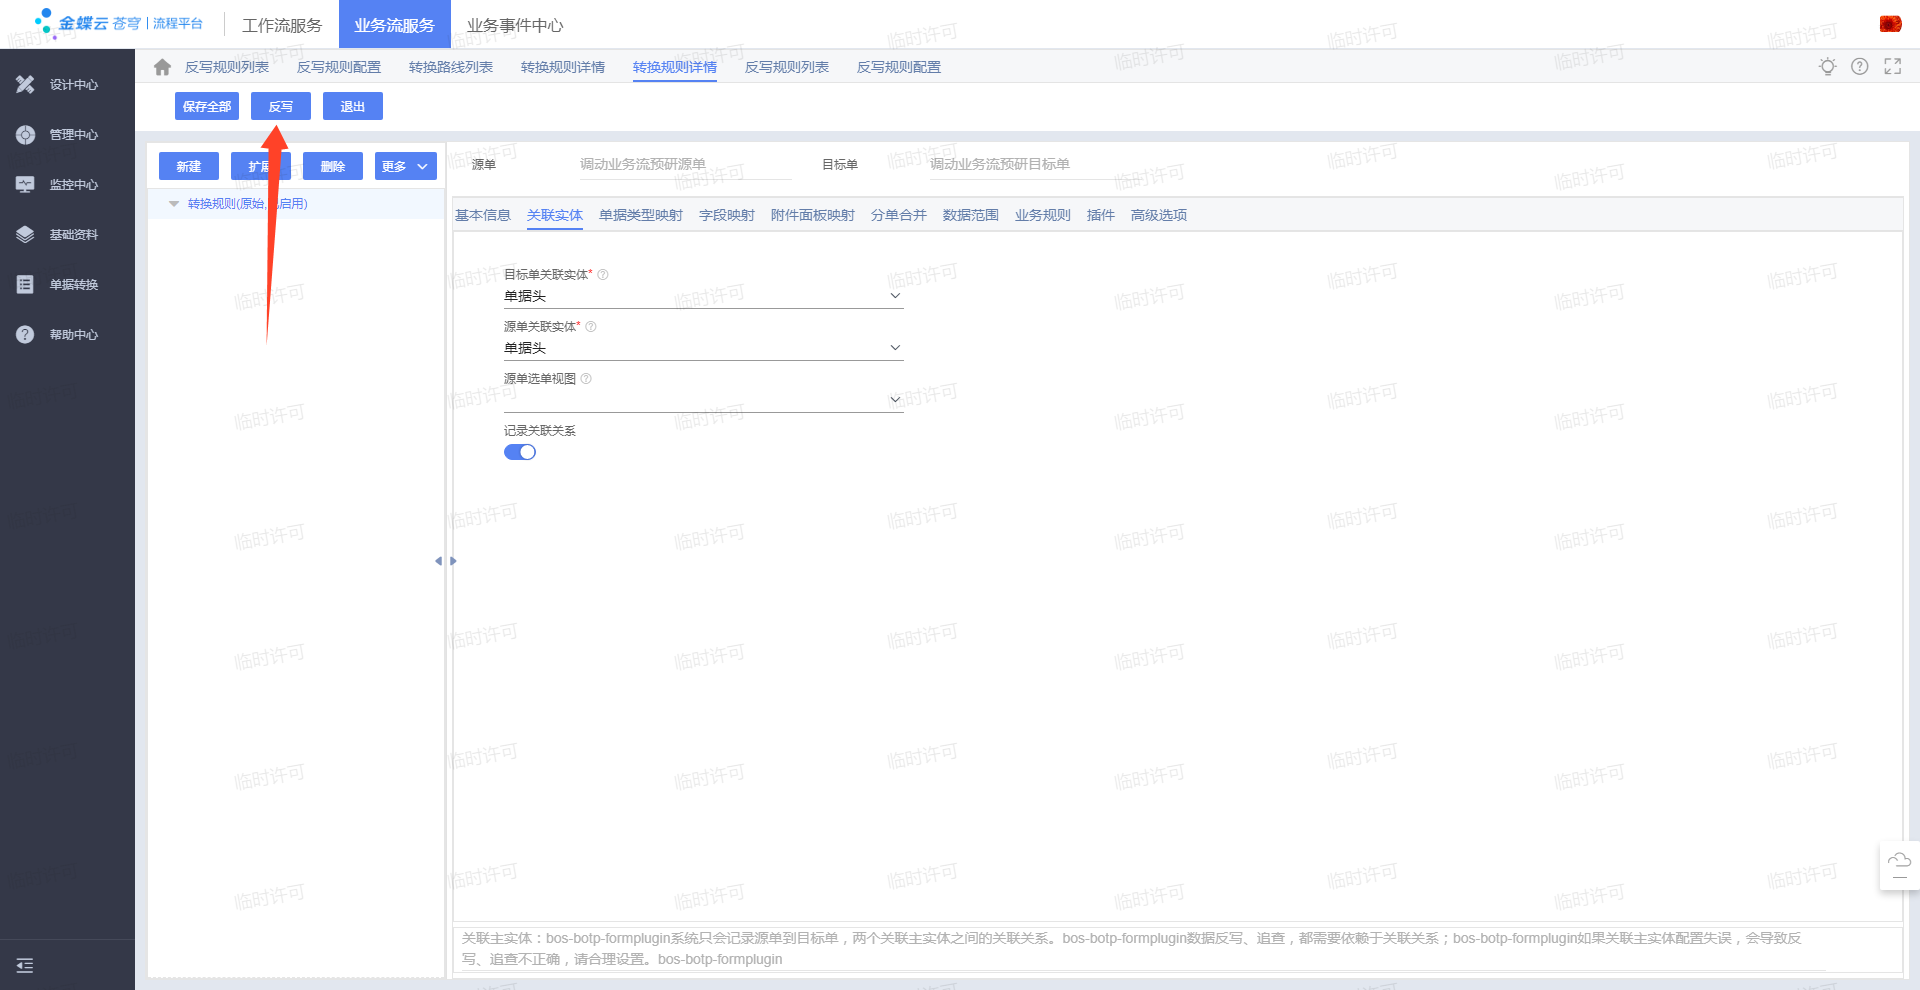 金蝶云 苍穹 | 流程平台
工作流服务 业务流服务 业务事件中心
反写规则列表 反写规则配置 转换路线列表 转换规则详情 转换规则详情 反写规则列表 反写规则配置
保存全部 反写 退出
设计中心
管理中心
监控中心
基础资料
单据转换
帮助中心
新建 扩展 删除 更多
转换规则(原始,已启用)
源单 调动业务流预研源单 目标单 调动业务流预研目标单
基本信息 关联实体 单据类型映射 字段映射 附件面板映射 分单合并 数据范围 业务规则 插件 高级选项
目标单关联实体*
单据头
源单关联实体*
单据头
源单选单视图
记录关联关系
关联主实体：bos-botp-formplugin系统只会记录源单到目标单，两个关联主实体之间的关联关系。bos-botp-formplugin数据反写、追查，都需要依赖于关联关系；bos-botp-formplugin如果关联主实体配置失误，会导致反
写、追查不正确，请合理设置。bos-botp-formplugin
临时许可